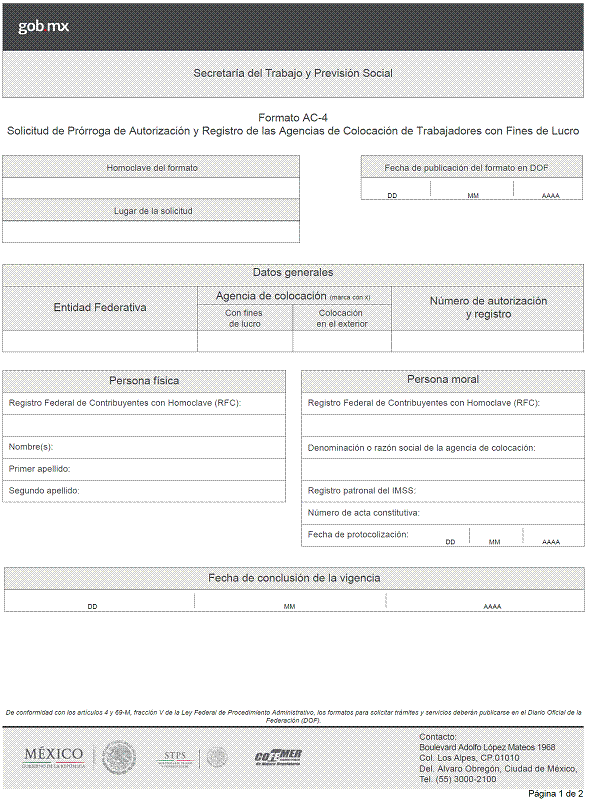 gob.mx
Secretaría del Trabajo y Previsión Social
Formato AC-4
Solicitud de Prórroga de Autorización y Registro de las Agencias de Colocación de Trabajadores con Fines de Lucro
Homoclave del formato
Fecha de publicación del formato en DOF
DD MM AAAA
Lugar de la solicitud
Datos generales
Entidad Federativa
Agencia de colocación (marca con x)
Con fines
de lucro
Colocación
en el exterior
Número de autorización
y registro
Persona física
Registro Federal de Contribuyentes con Homoclave (RFC):
Nombre(s):
Primer apellido:
Segundo apellido:
Persona moral
Registro Federal de Contribuyentes con Homoclave (RFC):
Denominación o razón social de la agencia de colocación:
Registro patronal del IMSS:
Número de acta constitutiva:
Fecha de protocolización:
DD MM AAAA
Fecha de conclusión de la vigencia
DD MM AAAA
De conformidad con los artículos 4 y 69-M, fracción V de la Ley Federal de Procedimiento Administrativo, los formatos para solicitar trámites y servicios deberán publicarse en el Diario Oficial de la
Federación (DOF).
MÉXICO
GOBIERNO DE LA REPÚBLICA
STPS
COFEMER
Contacto:
Boulevard Adolfo López Mateos 1968
Col. Los Alpes, CP.01010
Del. Alvaro Obregón, Ciudad de México,
Tel. (55) 3000-2100
Página 1 de 2